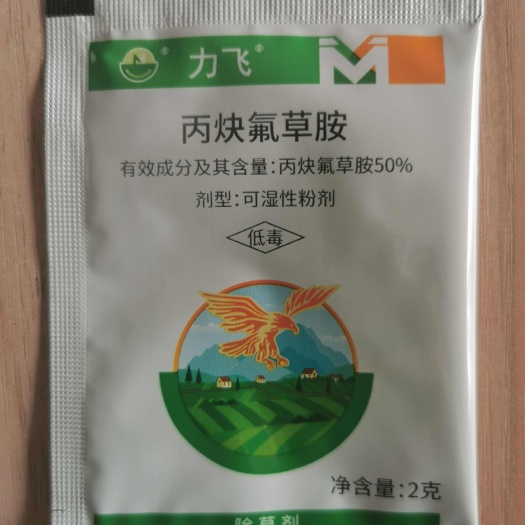 力飞®
丙炔氟草胺
有效成分及其含量:丙炔氟草胺50%
剂型:可湿性粉剂
低毒
净含量:2克
除草剂